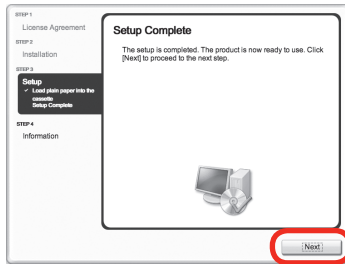 STEP 1
License Agreement
STEP 2
Installation
STEP 3
Setup
✓ Load plain paper into the
cassette
Setup Complete
STEP 4
Information
Setup Complete
The setup is completed. The product is now ready to use. Click
[Next] to proceed to the next step.
Next